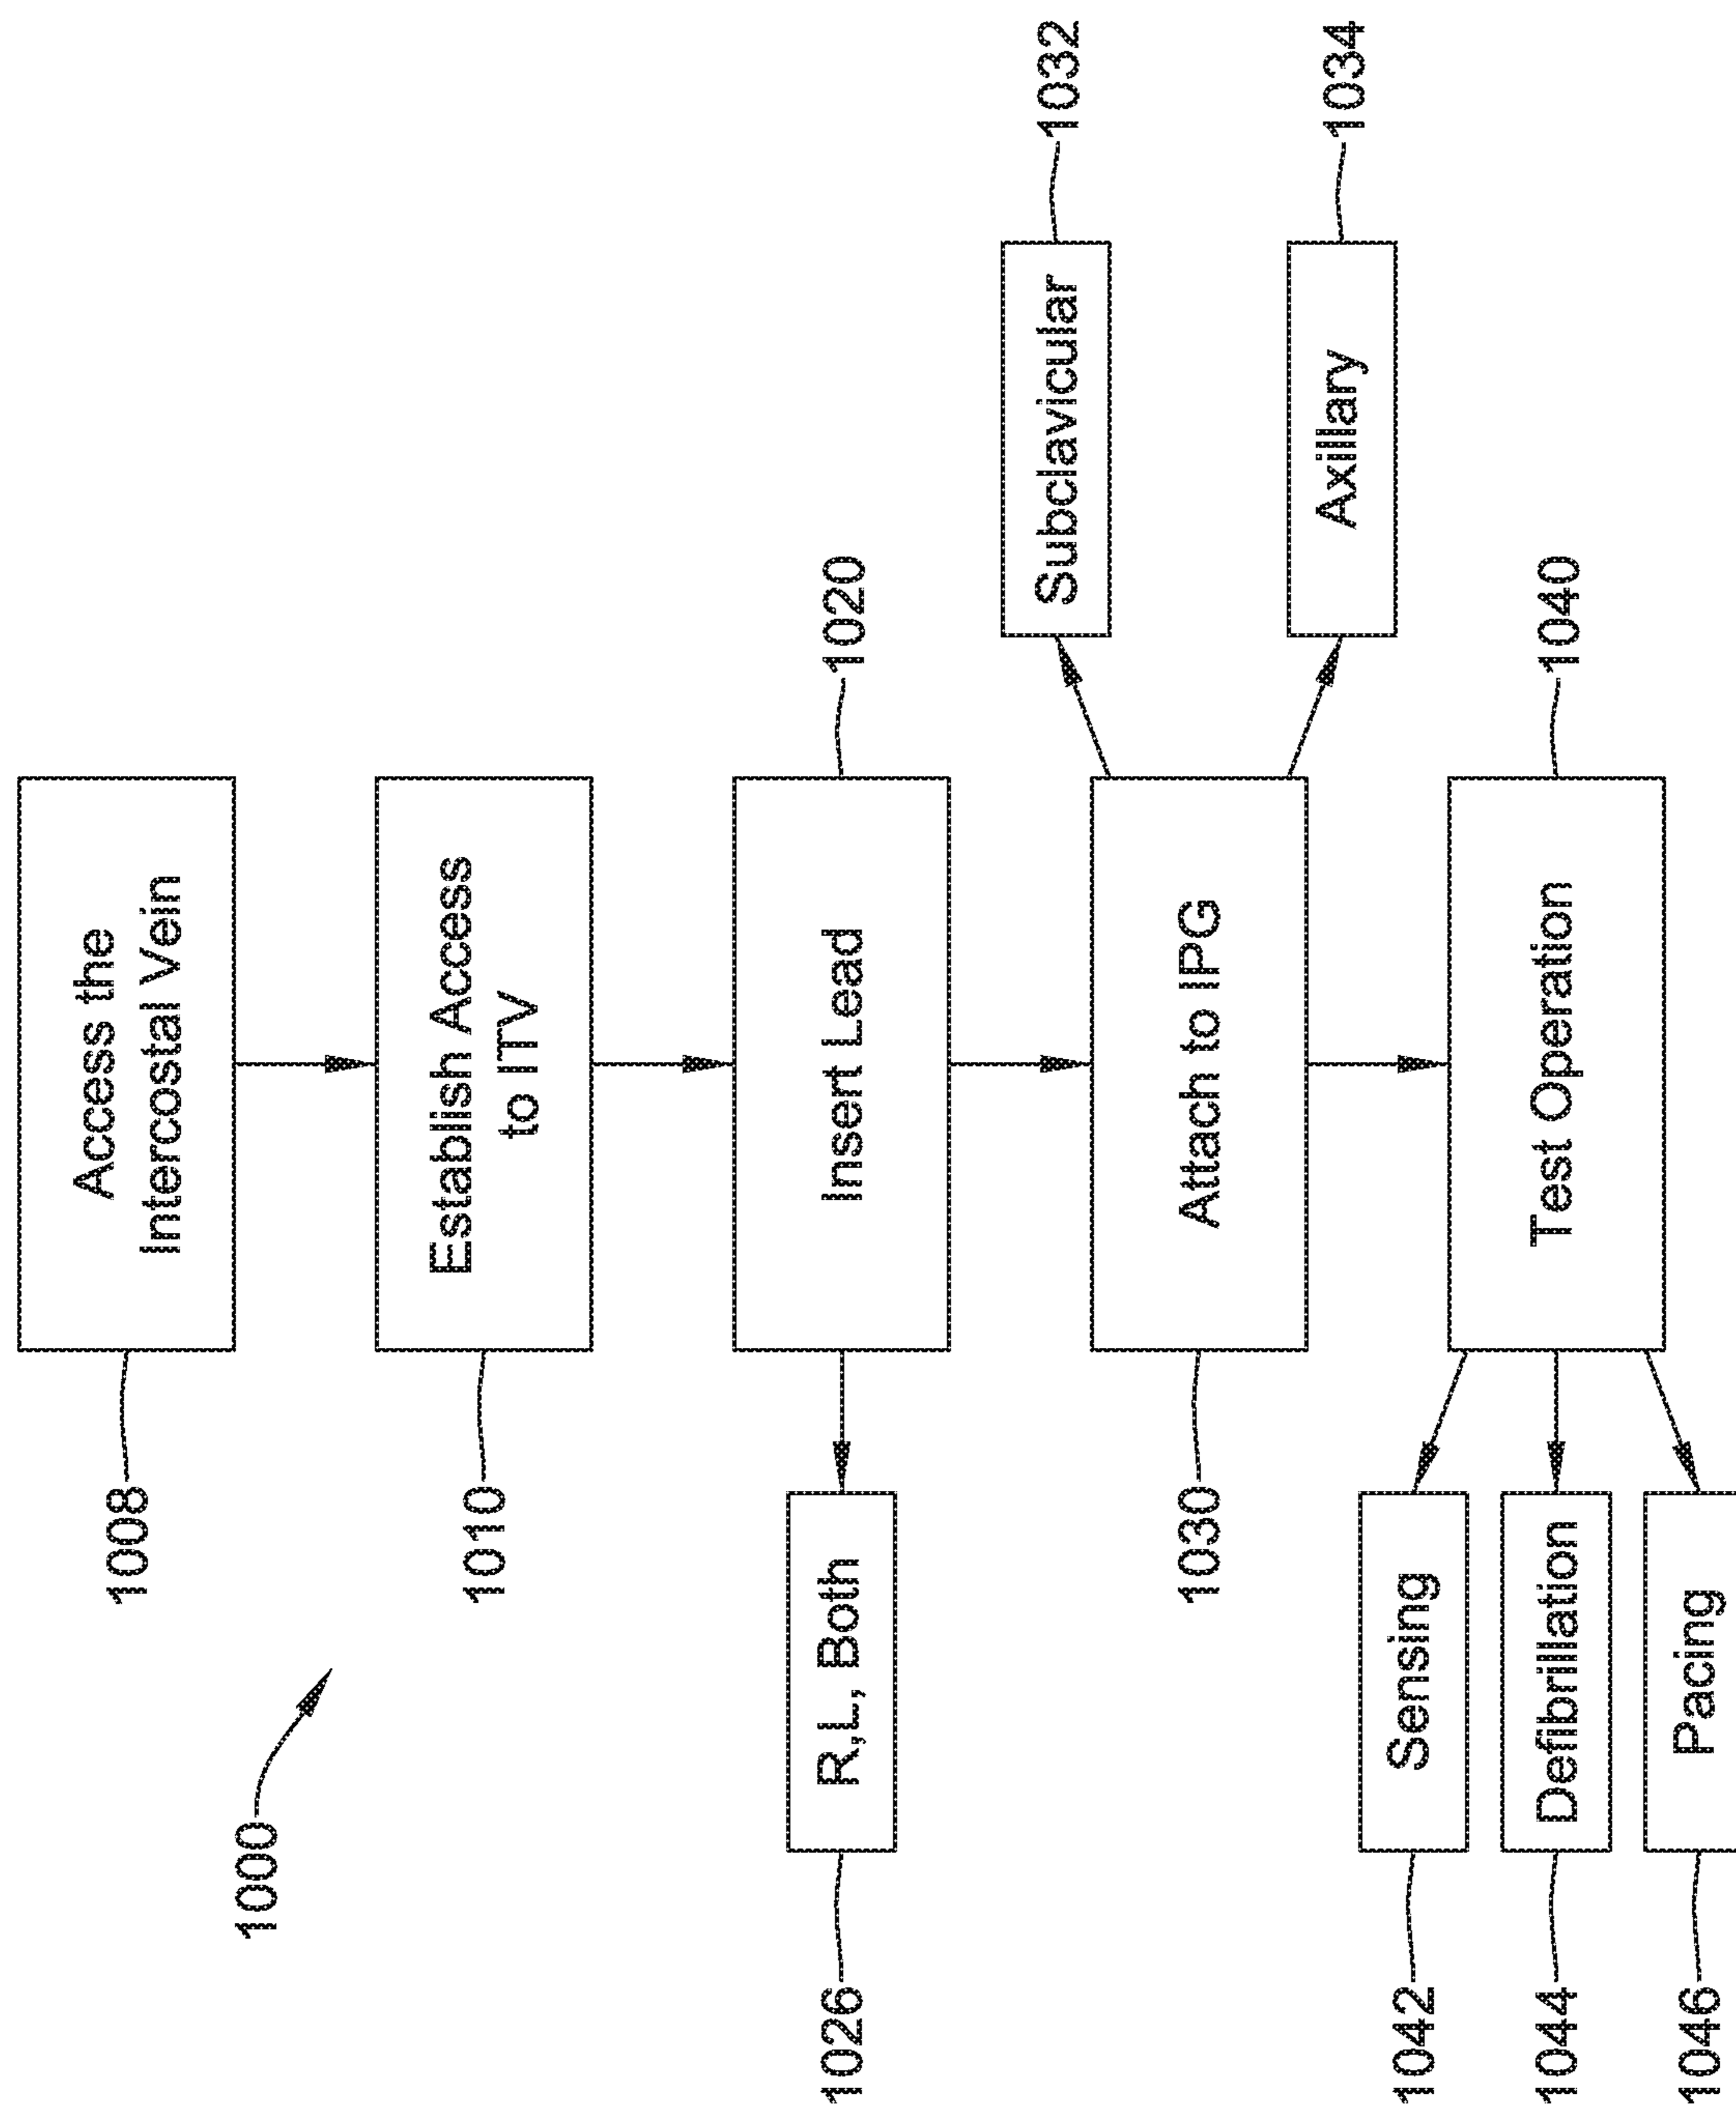 1000
1008
Access the
Intercostal Vein
1010
Establish Access
to ITV
1020
Insert Lead
1026
R,L, Both
1030
Attach to IPG
1032
Subclavicular
1034
Axillary
1040
Test Operation
1042
Sensing
1044
Defibrillation
1046
Pacing